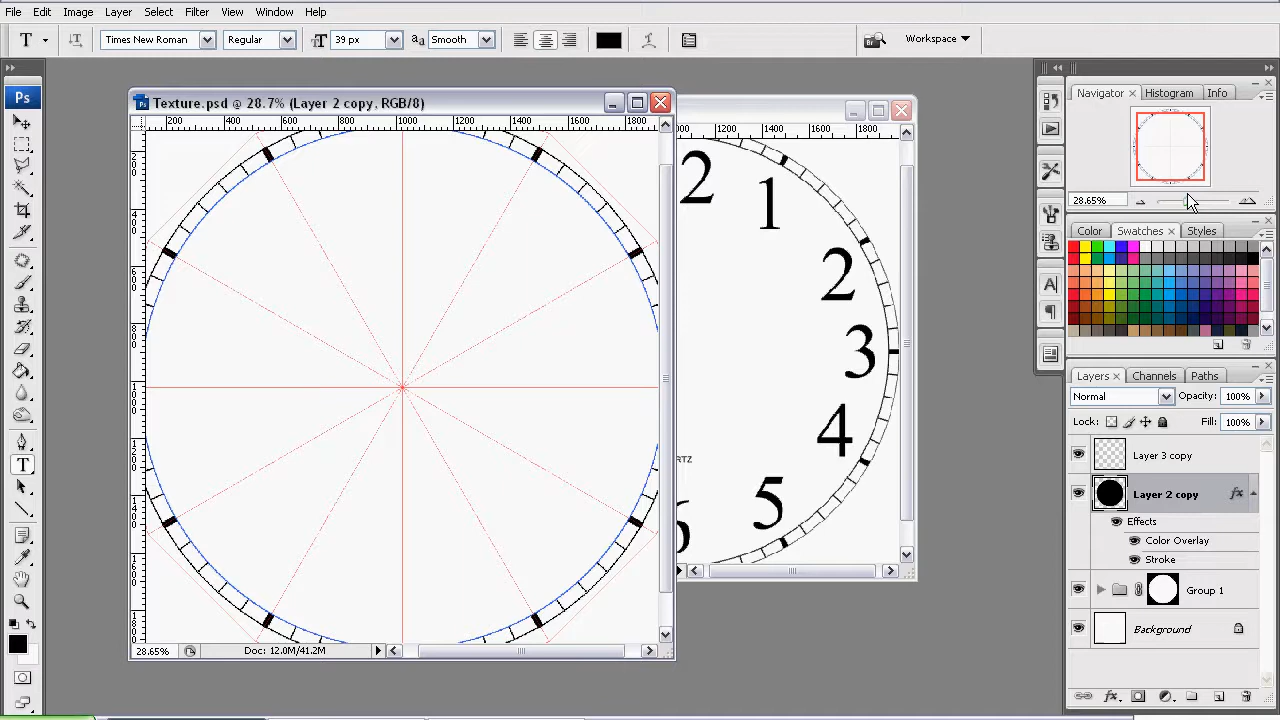 File Edit Image Layer Select Filter View Window Help
T Times New Roman Regular 39 px Smooth Workspace
Ps
Texture.psd @ 28.7% (Layer 2 copy, RGB/8)
200 400 600 800 1000 1200 1400 1600 1800
1200 1400 1600 1800
2 1
2
3
4
5
6
RTZ
28.65% Doc: 12.0M/41.2M
Navigator Histogram Info
28.65%
Color Swatches Styles
Layers Channels Paths
Normal Opacity: 100%
Lock: Fill: 100%
Layer 3 copy
Layer 2 copy fx
Effects
Color Overlay
Stroke
Group 1
Background